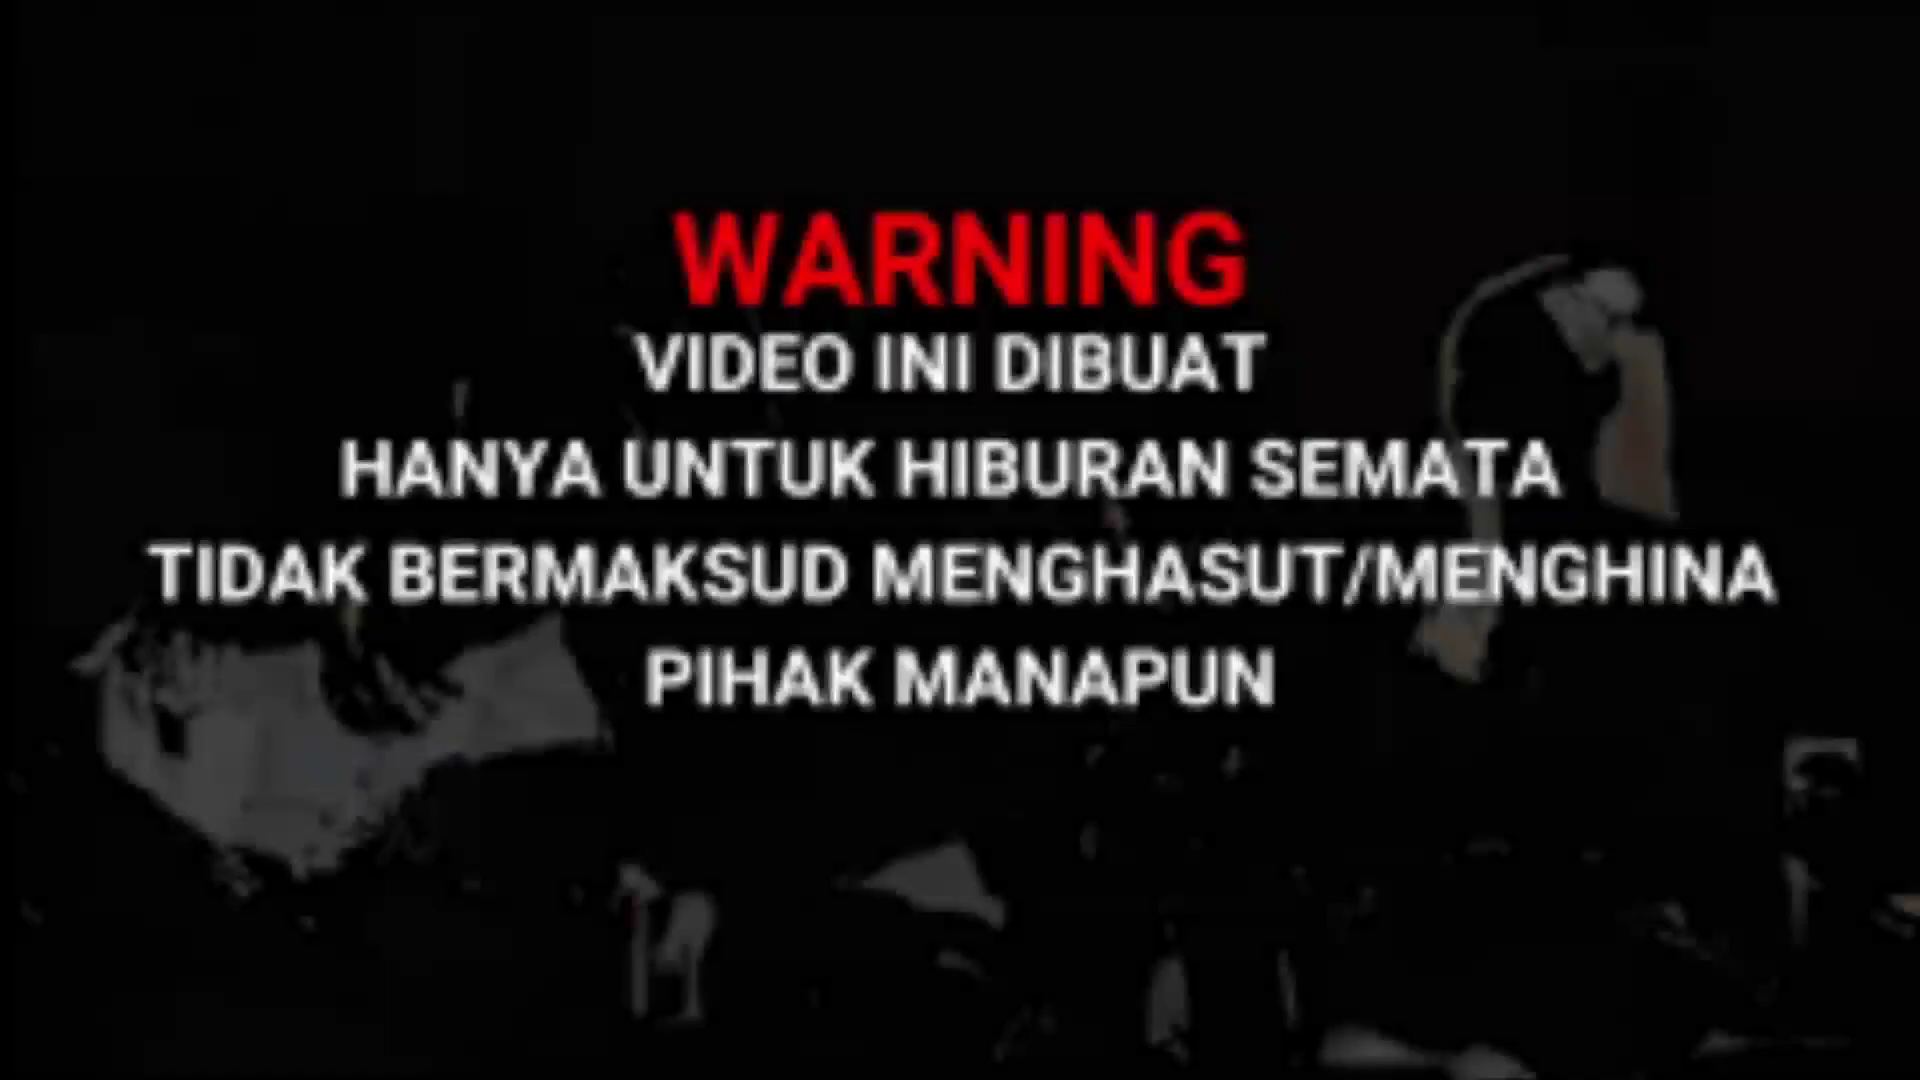 WARNING
VIDEO INI DIBUAT
HANYA UNTUK HIBURAN SEMATA
TIDAK BERMAKSUD MENGHASUT/MENGHINA
PIHAK MANAPUN